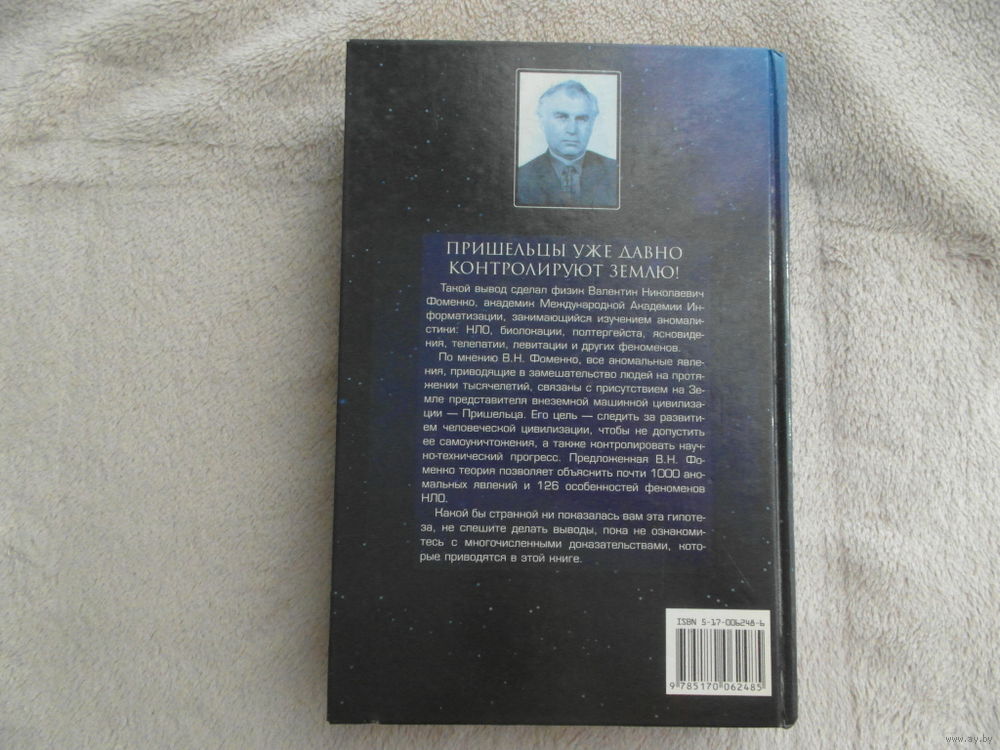 ПРИШЕЛЬЦЫ УЖЕ ДАВНО
КОНТРОЛИРУЮТ ЗЕМЛЮ!
Такой вывод сделал физик Валентин Николаевич
Фоменко, академик Международной Академии Ин-
форматизации, занимающийся изучением аномали-
стики: НЛО, биолокации, полтергейста, ясновиде-
ния, телепатии, левитации и других феноменов.
По мнению В.Н. Фоменко, все аномальные явле-
ния, приводящие в замешательство людей на протя-
жении тысячелетий, связаны с присутствием на Зе-
мле представителя внеземной машинной цивилиза-
ции — Пришельца. Его цель — следить за развити-
ем человеческой цивилизации, чтобы не допустить
ее самоуничтожения, а также контролировать науч-
но-технический прогресс. Предложенная В.Н. Фо-
менко теория позволяет объяснить почти 1000 ано-
мальных явлений и 126 особенностей феноменов
НЛО.
Какой бы странной ни показалась вам эта гипоте-
за, не спешите делать выводы, пока не ознакоми-
тесь с многочисленными доказательствами, кото-
рые приводятся в этой книге.
ISBN 5-17-006248-6
9 785170 062485
www.ay.by